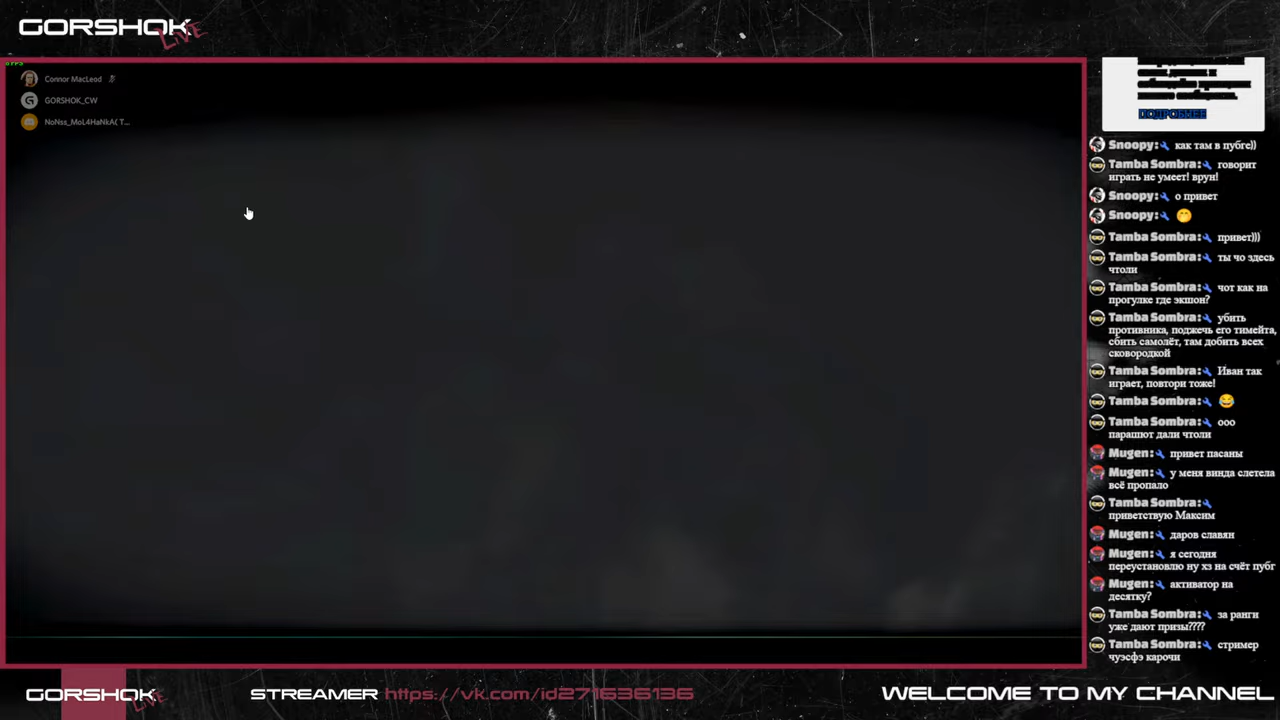 GORSHOK
LIVE
Connor MacLeod
GORSHOK_CW
NoNss_MoL4HaNkA( T...
ПОДРОБНЕЕ
Snoopy: как там в пубге))
Tamba Sombra: говорит
играть не умеет! врун!
Snoopy: о привет
Snoopy: 🤭
Tamba Sombra: привет)))
Tamba Sombra: ты чо здесь
чтоли
Tamba Sombra: чот как на
прогулке где экшон?
Tamba Sombra: убить
противника, поджечь его тимейта,
сбить самолёт, там добить всех
сковородкой
Tamba Sombra: Иван так
играет, повтори тоже!
Tamba Sombra: 😂
Tamba Sombra: ооо
парашют дали чтоли
Mugen: привет пасаны
Mugen: у меня винда слетела
всё пропало
Tamba Sombra:
приветствую Максим
Mugen: даров славян
Mugen: я сегодня
переустановлю ну хз на счёт пубг
Mugen: активатор на
десятку?
Tamba Sombra: за ранги
уже дают призы????
Tamba Sombra: стример
чуэсфэ карочи
GORSHOK
LIVE
STREAMER https://vk.com/id271636136
WELCOME TO MY CHANNEL